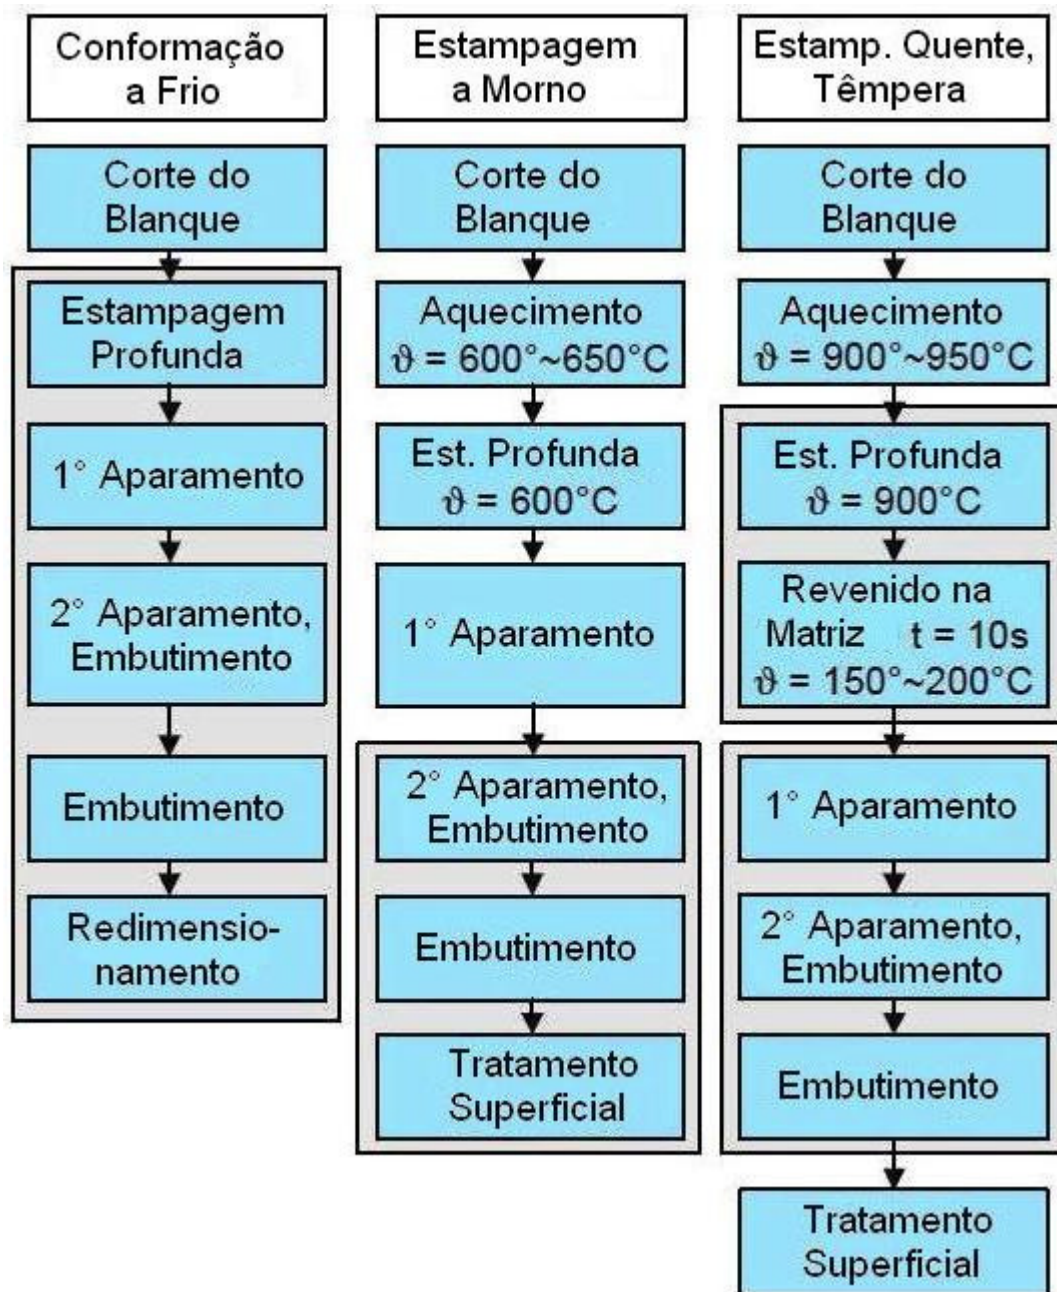 Conformação
a Frio
Corte do
Blanque
Estampagem
Profunda
1° Aparamento
2° Aparamento,
Embutimento
Embutimento
Redimensio-
namento
Estampagem
a Morno
Corte do
Blanque
Aquecimento
ϑ = 600°~650°C
Est. Profunda
ϑ = 600°C
1° Aparamento
2° Aparamento,
Embutimento
Embutimento
Tratamento
Superficial
Estamp. Quente,
Têmpera
Corte do
Blanque
Aquecimento
ϑ = 900°~950°C
Est. Profunda
ϑ = 900°C
Revenido na
Matriz t = 10s
ϑ = 150°~200°C
1° Aparamento
2° Aparamento,
Embutimento
Embutimento
Tratamento
Superficial